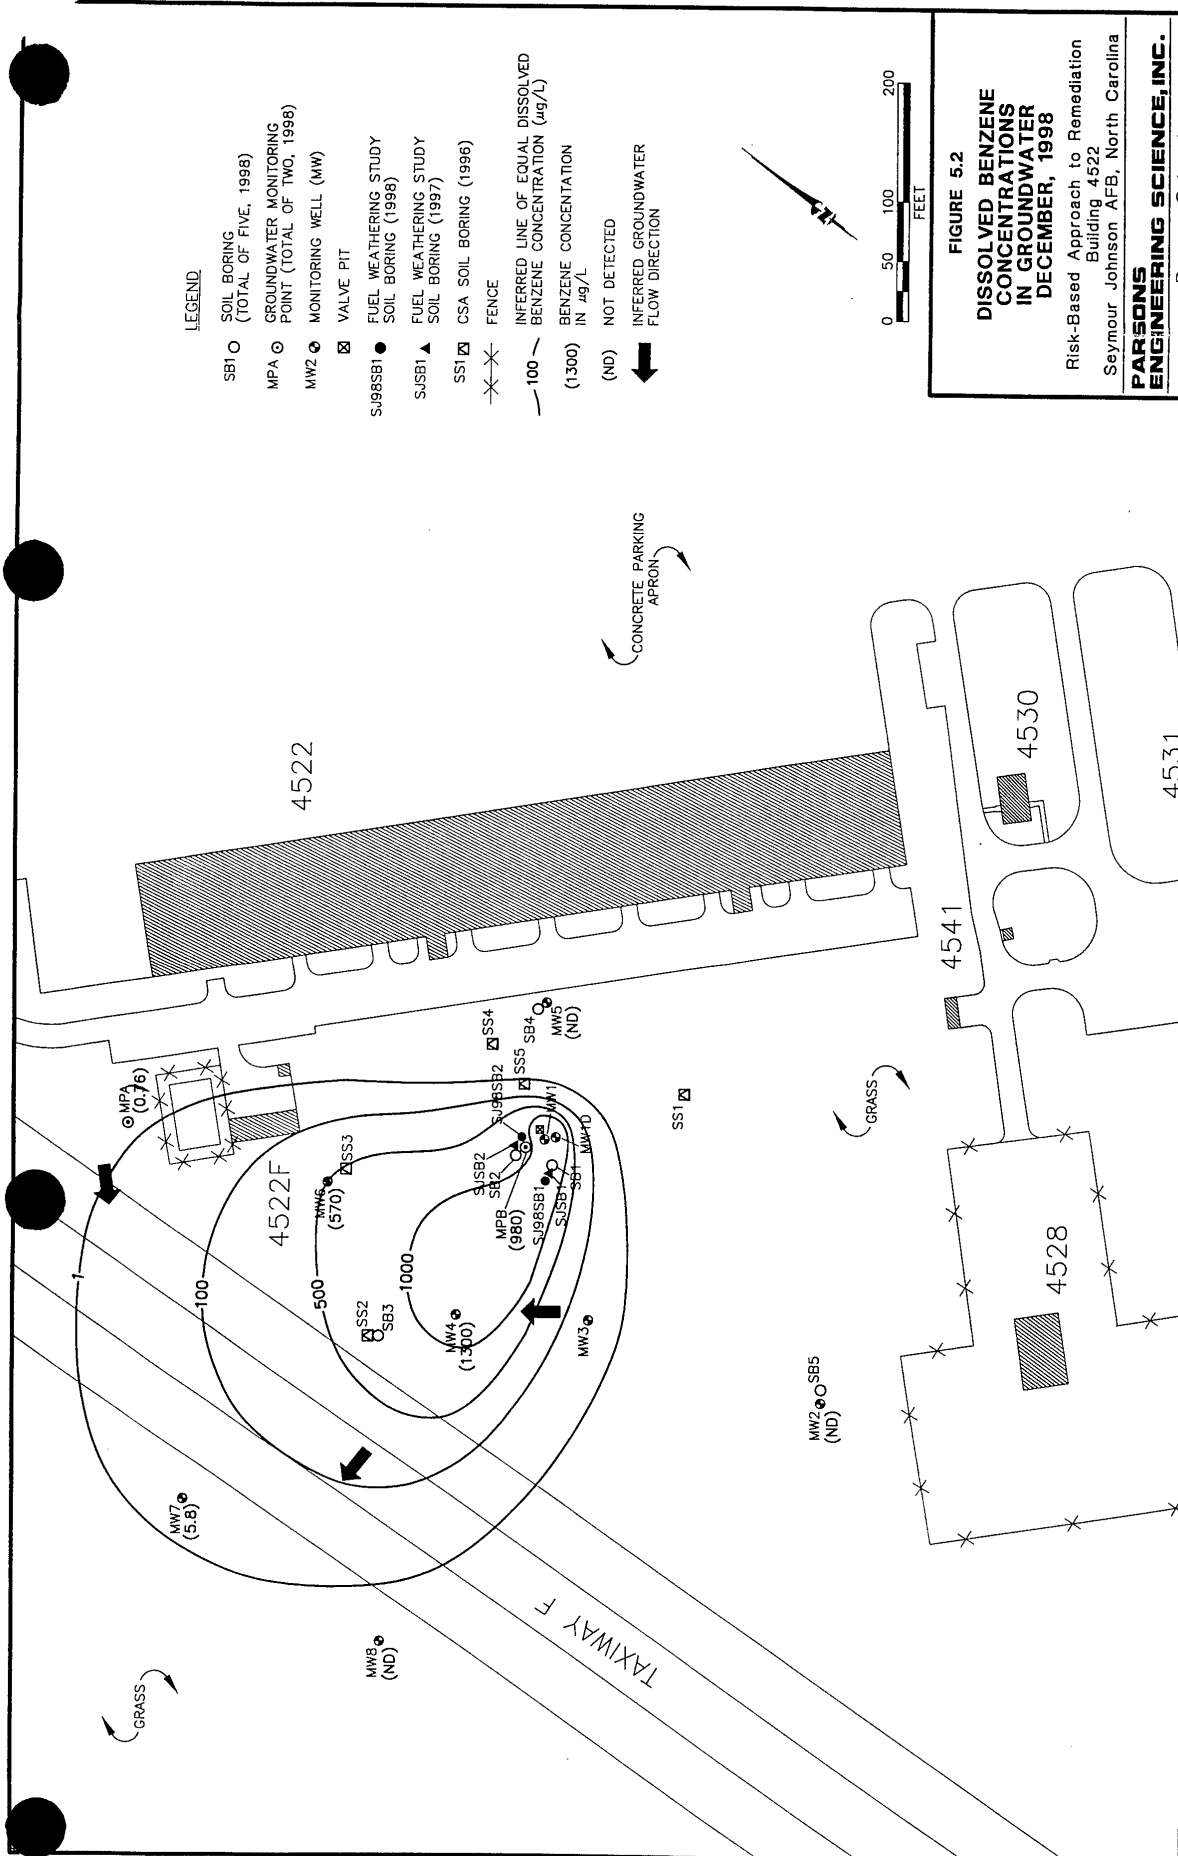 LEGEND
SB1
SOIL BORING
(TOTAL OF FIVE, 1998)
MPA
GROUNDWATER MONITORING
POINT (TOTAL OF TWO, 1998)
MW2
MONITORING WELL (MW)
VALVE PIT
SJ98SB1
FUEL WEATHERING STUDY
SOIL BORING (1998)
SJSB1
FUEL WEATHERING STUDY
SOIL BORING (1997)
SS1
CSA SOIL BORING (1996)
FENCE
100
INFERRED LINE OF EQUAL DISSOLVED
BENZENE CONCENTRATION (µg/L)
(1300)
BENZENE CONCENTATION
IN µg/L
(ND)
NOT DETECTED
INFERRED GROUNDWATER
FLOW DIRECTION
N
0 50 100 200
FEET
FIGURE 5.2
DISSOLVED BENZENE
CONCENTRATIONS
IN GROUNDWATER
DECEMBER, 1998
Risk-Based Approach to Remediation
Building 4522
Seymour Johnson AFB, North Carolina
PARSONS
ENGINEERING SCIENCE, INC.
CONCRETE PARKING
APRON
4522
4530
4531
4541
4528
4522F
GRASS
GRASS
TAXIWAY F
MPA
(0.76)
SS4
SS5
SB4
MW5
(ND)
SS1
SJ98SB2
MW1
MW1D
SJSB2
SB2
MPB
(980)
SJ98SB1
SJSB1
SB1
SS3
MW6
(570)
SS2
SB3
MW4
(1300)
MW3
MW2
SB5
(ND)
MW7
(5.8)
MW8
(ND)
1
100
500
1000